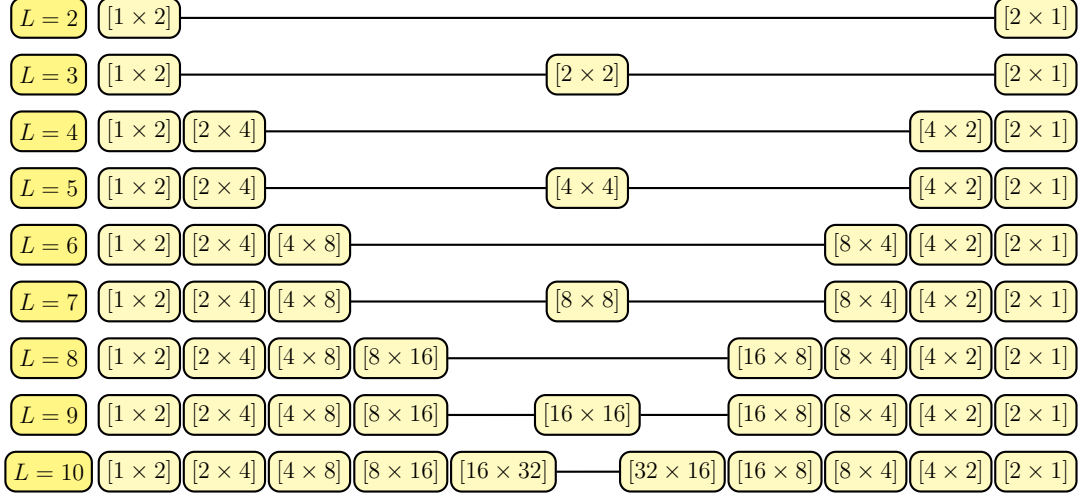 L = 2 [1 × 2] [2 × 1]
L = 3 [1 × 2] [2 × 2] [2 × 1]
L = 4 [1 × 2] [2 × 4] [4 × 2] [2 × 1]
L = 5 [1 × 2] [2 × 4] [4 × 4] [4 × 2] [2 × 1]
L = 6 [1 × 2] [2 × 4] [4 × 8] [8 × 4] [4 × 2] [2 × 1]
L = 7 [1 × 2] [2 × 4] [4 × 8] [8 × 8] [8 × 4] [4 × 2] [2 × 1]
L = 8 [1 × 2] [2 × 4] [4 × 8] [8 × 16] [16 × 8] [8 × 4] [4 × 2] [2 × 1]
L = 9 [1 × 2] [2 × 4] [4 × 8] [8 × 16] [16 × 16] [16 × 8] [8 × 4] [4 × 2] [2 × 1]
L = 10 [1 × 2] [2 × 4] [4 × 8] [8 × 16] [16 × 32] [32 × 16] [16 × 8] [8 × 4] [4 × 2] [2 × 1]